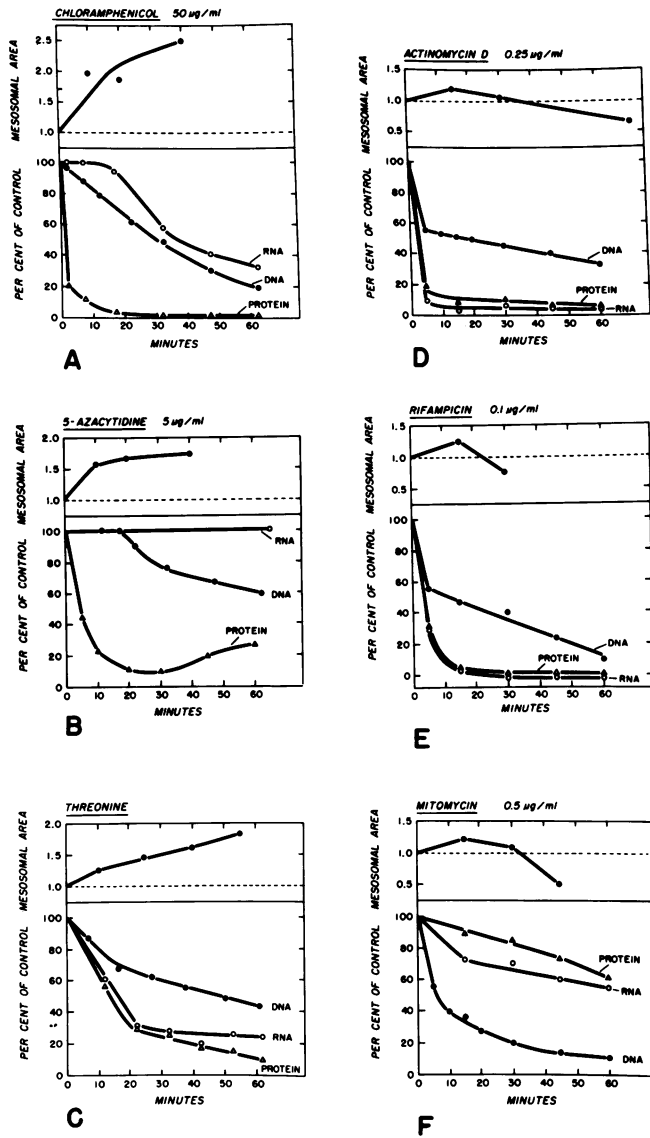 CHLORAMPHENICOL 50 µg/ml
MESOSOMAL AREA
2.5
2.0
1.5
1.0
PER CENT OF CONTROL
100
80
60
40
20
0
RNA
DNA
PROTEIN
0 10 20 30 40 50 60
MINUTES
A
5-AZACYTIDINE 5 µg/ml
MESOSOMAL AREA
2.0
1.5
1.0
PER CENT OF CONTROL
100
80
60
40
20
0
RNA
DNA
PROTEIN
0 10 20 30 40 50 60
MINUTES
B
THREONINE
MESOSOMAL AREA
2.0
1.5
1.0
PER CENT OF CONTROL
100
80
60
40
20
0
DNA
RNA
PROTEIN
0 10 20 30 40 50 60
MINUTES
C
ACTINOMYCIN D 0.25 µg/ml
MESOSOMAL AREA
1.5
1.0
0.5
PER CENT OF CONTROL
100
80
60
40
20
0
DNA
PROTEIN
RNA
0 10 20 30 40 50 60
MINUTES
D
RIFAMPICIN 0.1 µg/ml
MESOSOMAL AREA
1.5
1.0
0.5
PER CENT OF CONTROL
100
80
60
40
20
0
DNA
PROTEIN
RNA
0 10 20 30 40 50 60
MINUTES
E
MITOMYCIN 0.5 µg/ml
MESOSOMAL AREA
1.5
1.0
0.5
PER CENT OF CONTROL
100
80
60
40
20
0
PROTEIN
RNA
DNA
0 10 20 30 40 50 60
MINUTES
F